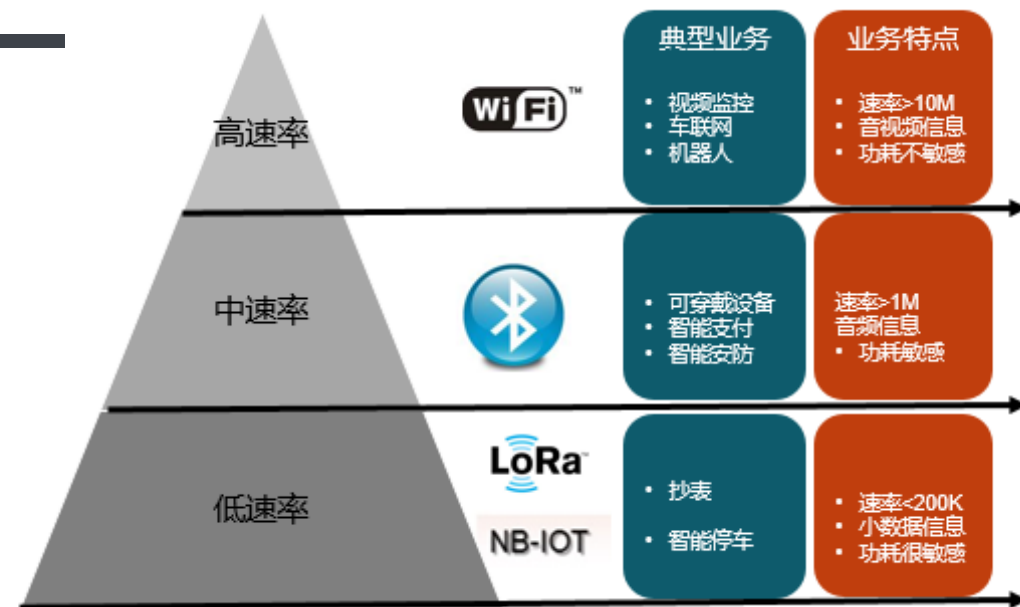 典型业务
业务特点
高速率
WiFi™
• 视频监控
• 车联网
• 机器人
▪ 速率>10M
▪ 音视频信息
▪ 功耗不敏感
中速率
• 可穿戴设备
• 智能支付
• 智能安防
速率>1M
音频信息
▪ 功耗敏感
低速率
LoRa™
NB-IOT
• 抄表
• 智能停车
▪ 速率<200K
▪ 小数据信息
▪ 功耗很敏感